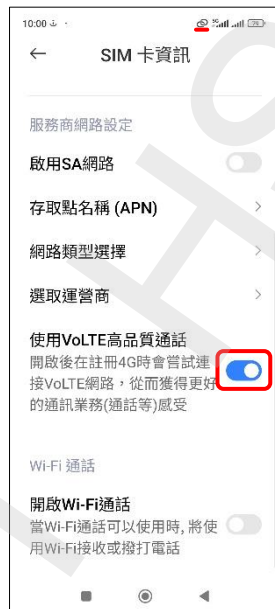 10:00
SIM 卡資訊
服務商網路設定
啟用SA網路
存取點名稱 (APN)
網路類型選擇
選取運營商
使用VoLTE高品質通話
開啟後在註冊4G時會嘗試連
接VoLTE網路，從而獲得更好
的通訊業務(通話等)感受
Wi-Fi 通話
開啟Wi-Fi通話
當Wi-Fi通話可以使用時, 將使
用Wi-Fi接收或撥打電話